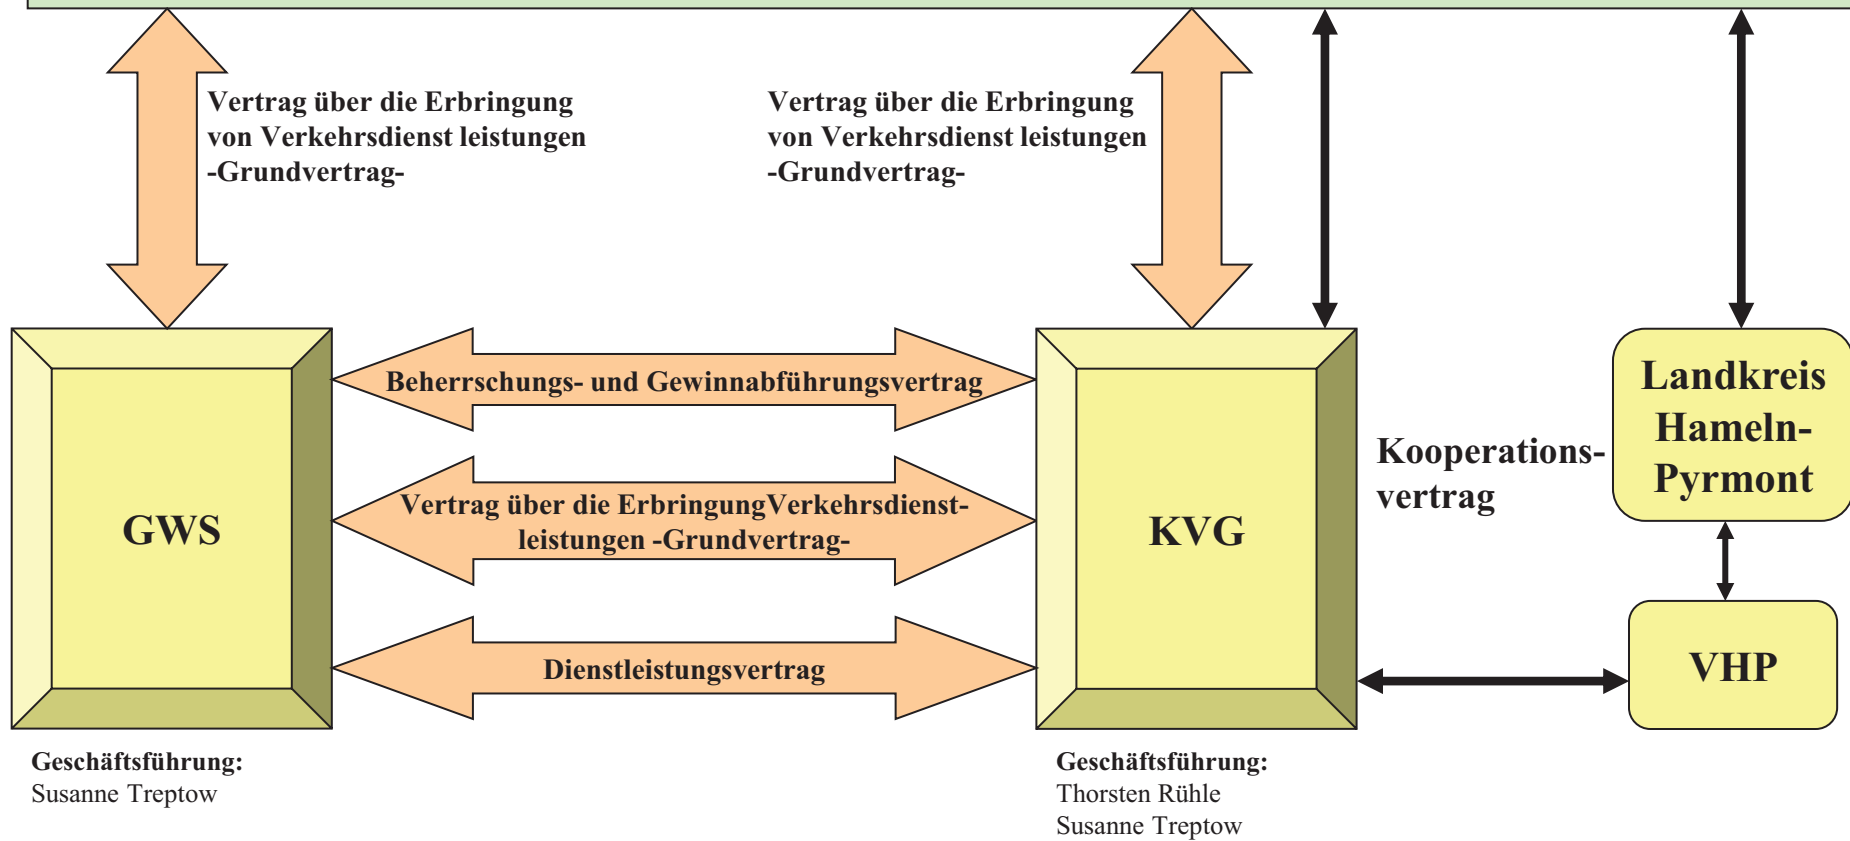 Vertrag über die Erbringung
von Verkehrsdienst leistungen
-Grundvertrag-
Vertrag über die Erbringung
von Verkehrsdienst leistungen
-Grundvertrag-
GWS
Beherrschungs- und Gewinnabführungsvertrag
Vertrag über die ErbringungVerkehrsdienst-
leistungen -Grundvertrag-
Dienstleistungsvertrag
KVG
Kooperations-
vertrag
Landkreis
Hameln-
Pyrmont
VHP
Geschäftsführung:
Susanne Treptow
Geschäftsführung:
Thorsten Rühle
Susanne Treptow